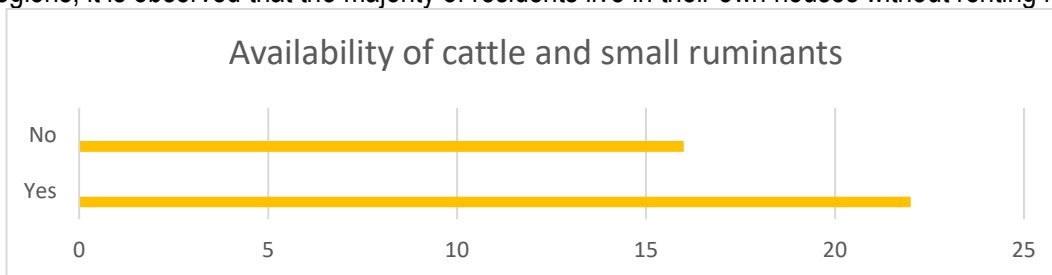 egions, it is observed that the majority of residents live in their own houses without renting
Availability of cattle and small ruminants
No
Yes
0 5 10 15 20 25